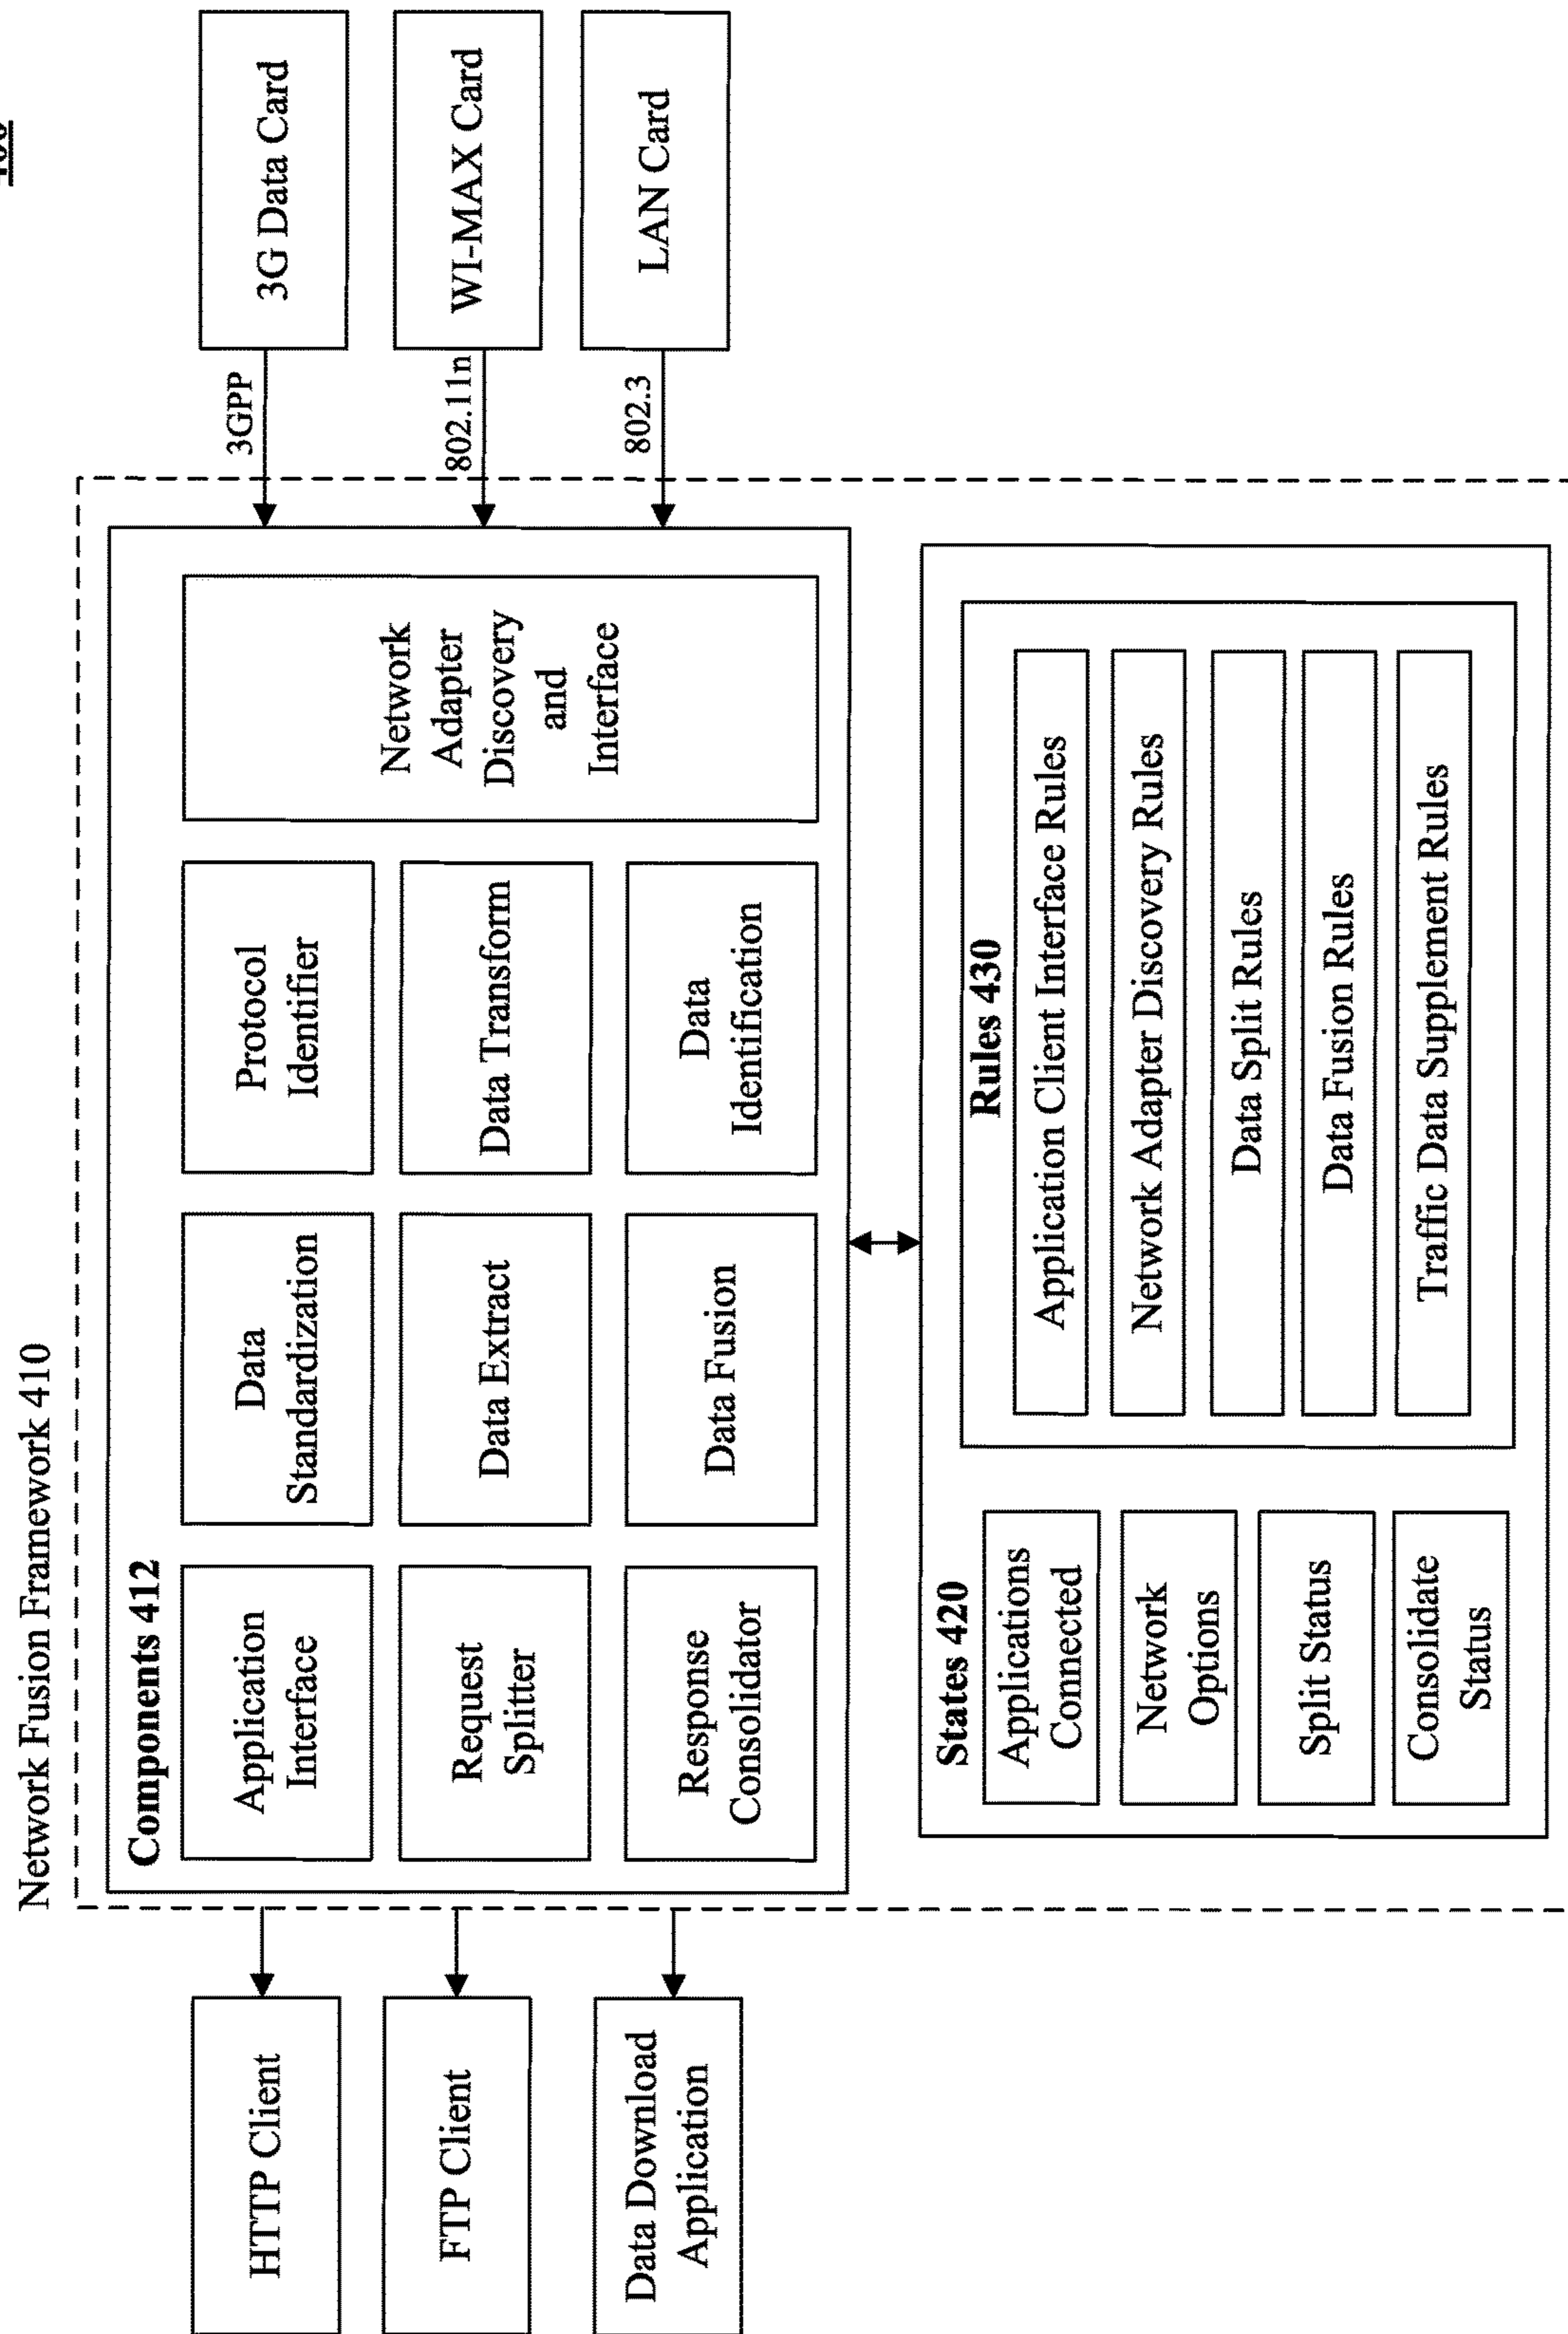 Network Fusion Framework 410
HTTP Client
FTP Client
Data Download
Application
Components 412
Application
Interface
Data
Standardization
Protocol
Identifier
Request
Splitter
Data Extract
Data Transform
Response
Consolidator
Data Fusion
Data
Identification
Network
Adapter
Discovery
and
Interface
3GPP
802.11n
802.3
3G Data Card
WI-MAX Card
LAN Card
States 420
Applications
Connected
Network
Options
Split Status
Consolidate
Status
Rules 430
Application Client Interface Rules
Network Adapter Discovery Rules
Data Split Rules
Data Fusion Rules
Traffic Data Supplement Rules